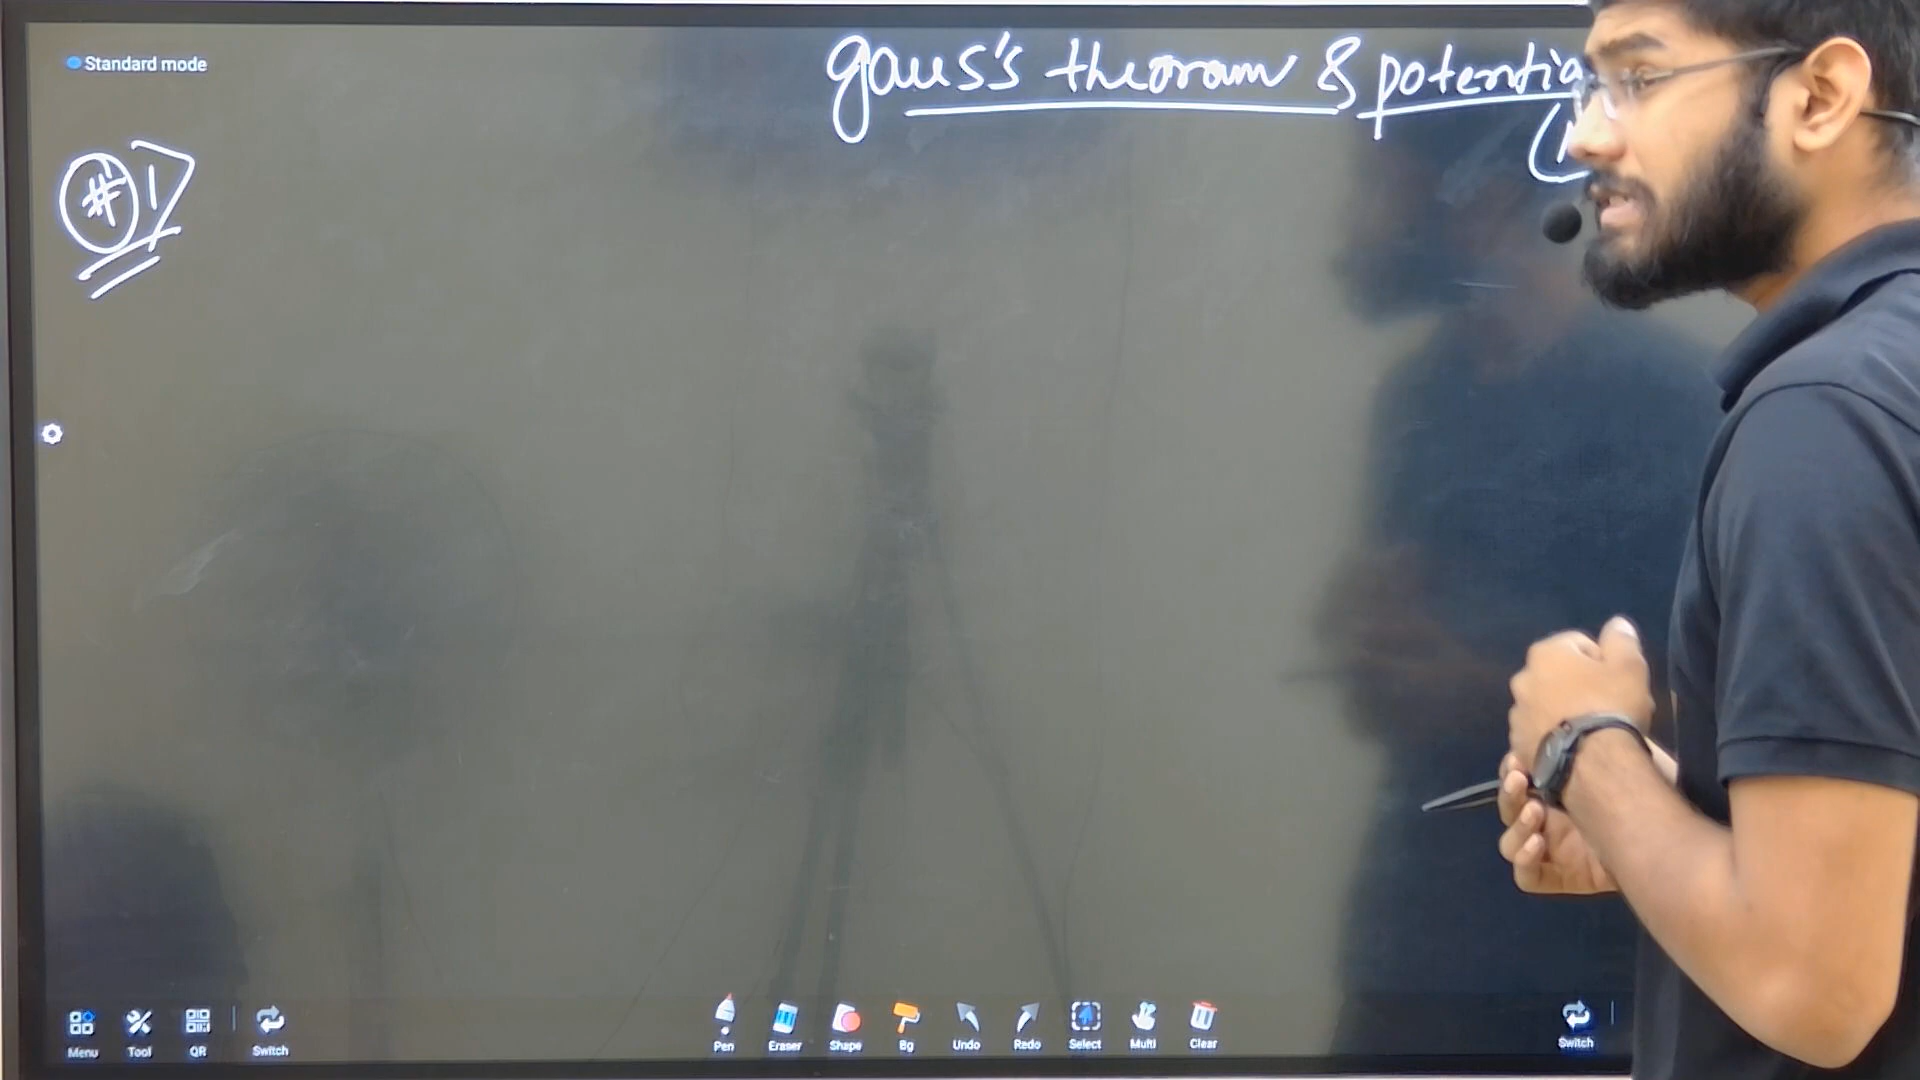 Standard mode
gaus's theoram & potentia
# 1
Menu Tool QR Switch Pen Eraser Shape Bg Undo Redo Select Multi Clear Switch